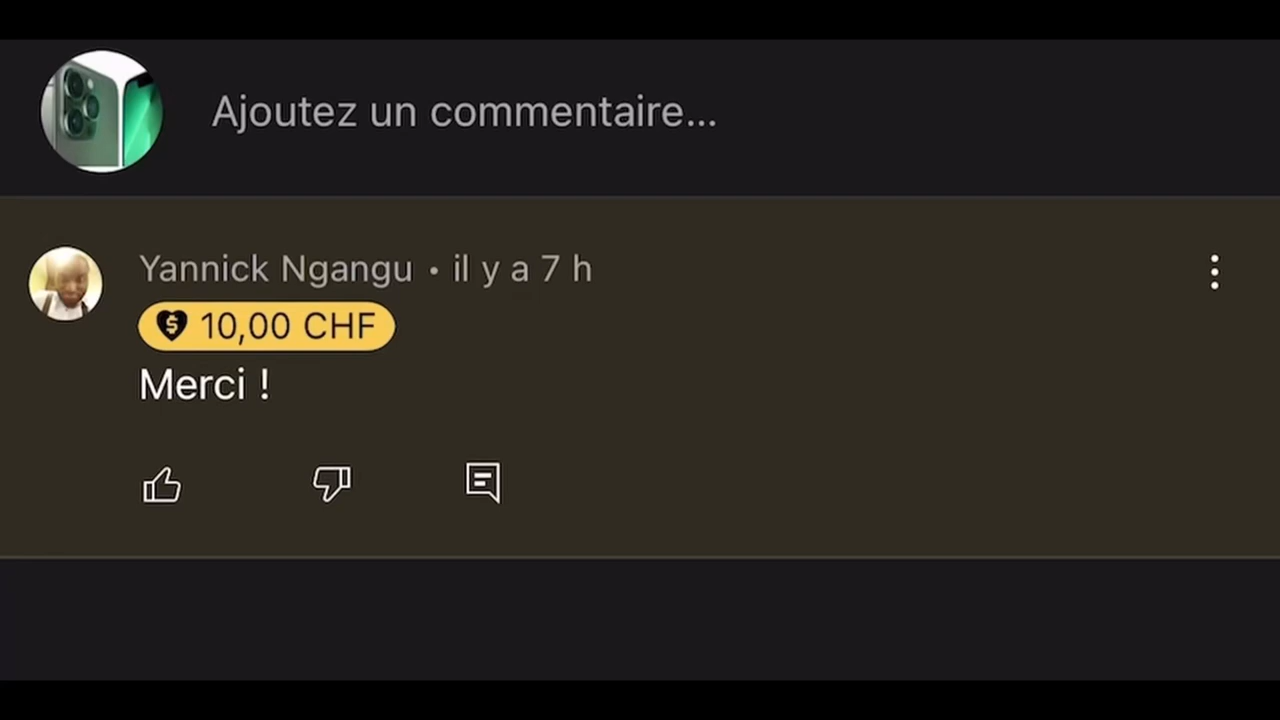 Ajoutez un commentaire...
Yannick Ngangu • il y a 7 h
$ 10,00 CHF
Merci !